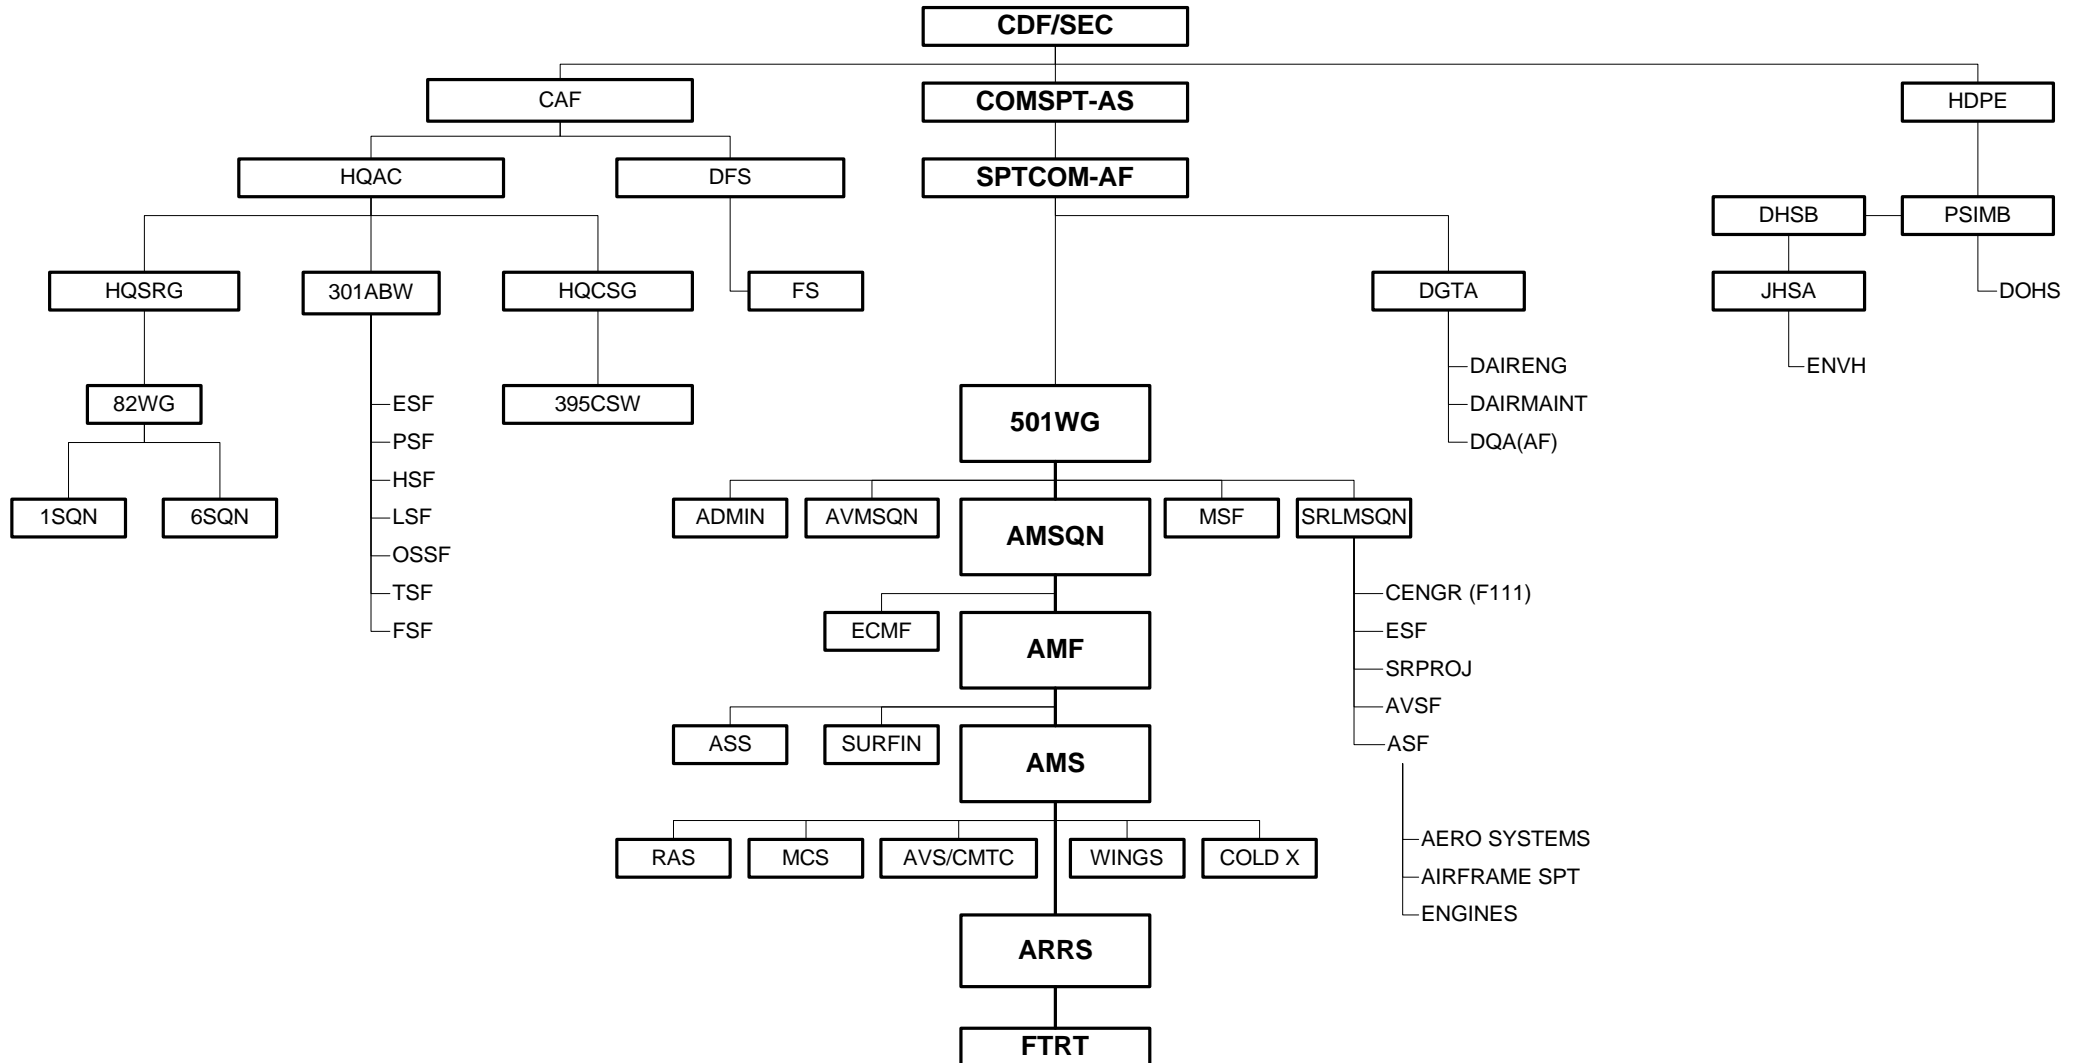 CDF/SEC
CAF
COMSPT-AS
HDPE
HQAC
DFS
SPTCOM-AF
DHSB
PSIMB
HQSRG
301ABW
HQCSG
FS
DGTA
JHSA
DOHS
DAIRENG
ENVH
82WG
ESF
395CSW
501WG
DAIRMAINT
PSF
DQA(AF)
HSF
1SQN
6SQN
LSF
ADMIN
AVMSQN
AMSQN
MSF
SRLMSQN
OSSF
TSF
CENGR (F111)
FSF
ECMF
AMF
ESF
SRPROJ
AVSF
ASS
SURFIN
AMS
ASF
AERO SYSTEMS
RAS
MCS
AVS/CMTC
WINGS
COLD X
AIRFRAME SPT
ENGINES
ARRS
FTRT